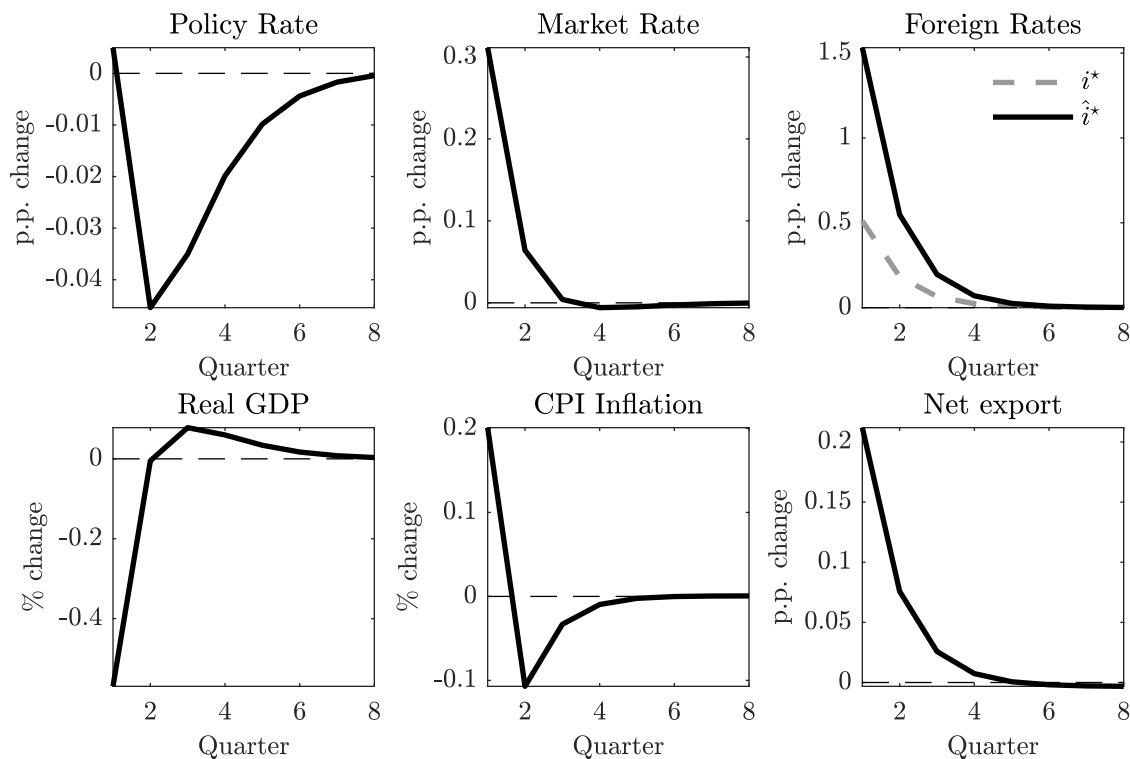 Policy Rate
p.p. change
0
-0.01
-0.02
-0.03
-0.04
2 4 6 8
Quarter
Market Rate
p.p. change
0.3
0.2
0.1
0
2 4 6 8
Quarter
Foreign Rates
p.p. change
1.5
1
0.5
0
i⋆
î⋆
2 4 6 8
Quarter
Real GDP
% change
0
-0.2
-0.4
2 4 6 8
Quarter
CPI Inflation
% change
0.2
0.1
0
-0.1
2 4 6 8
Quarter
Net export
p.p. change
0.2
0.15
0.1
0.05
0
2 4 6 8
Quarter